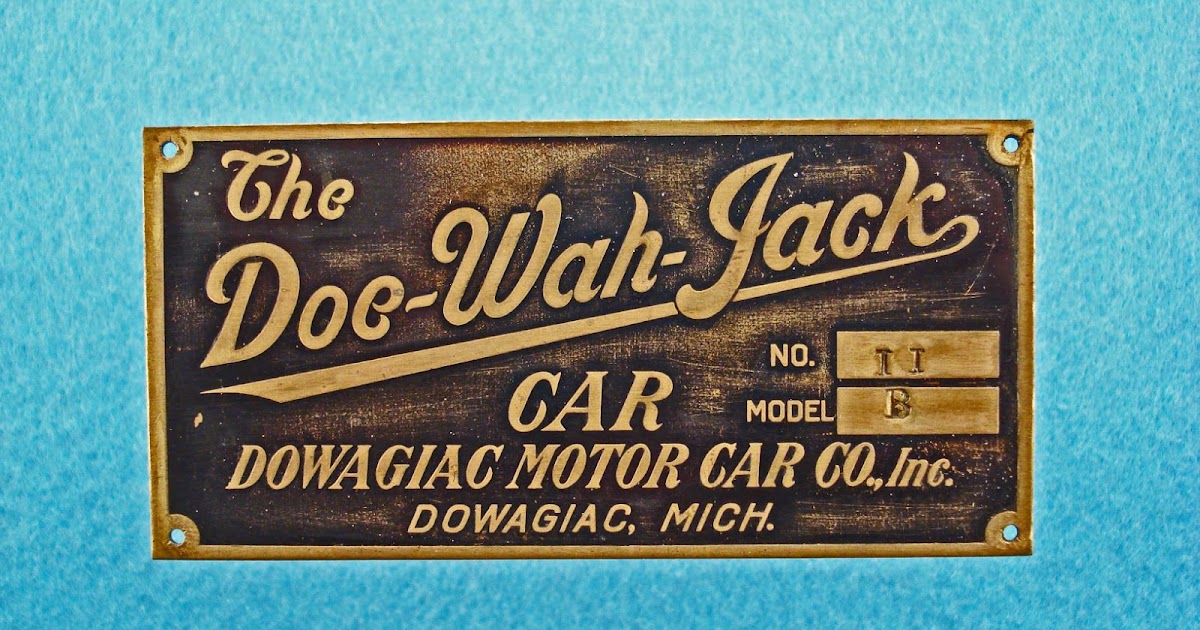 The
Doe-Wah-Jack
NO. 11
CAR
MODEL B
DOWAGIAC MOTOR CAR CO., Inc.
DOWAGIAC, MICH.